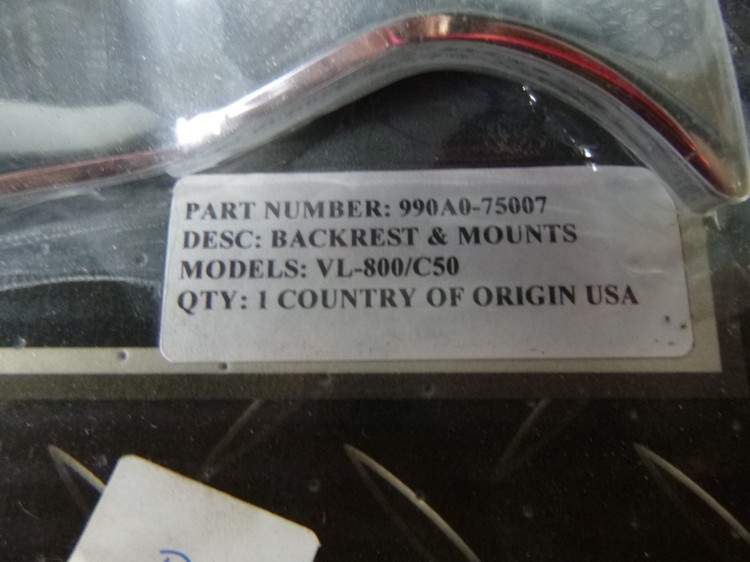 PART NUMBER: 990A0-75007
DESC: BACKREST & MOUNTS
MODELS: VL-800/C50
QTY: 1 COUNTRY OF ORIGIN USA